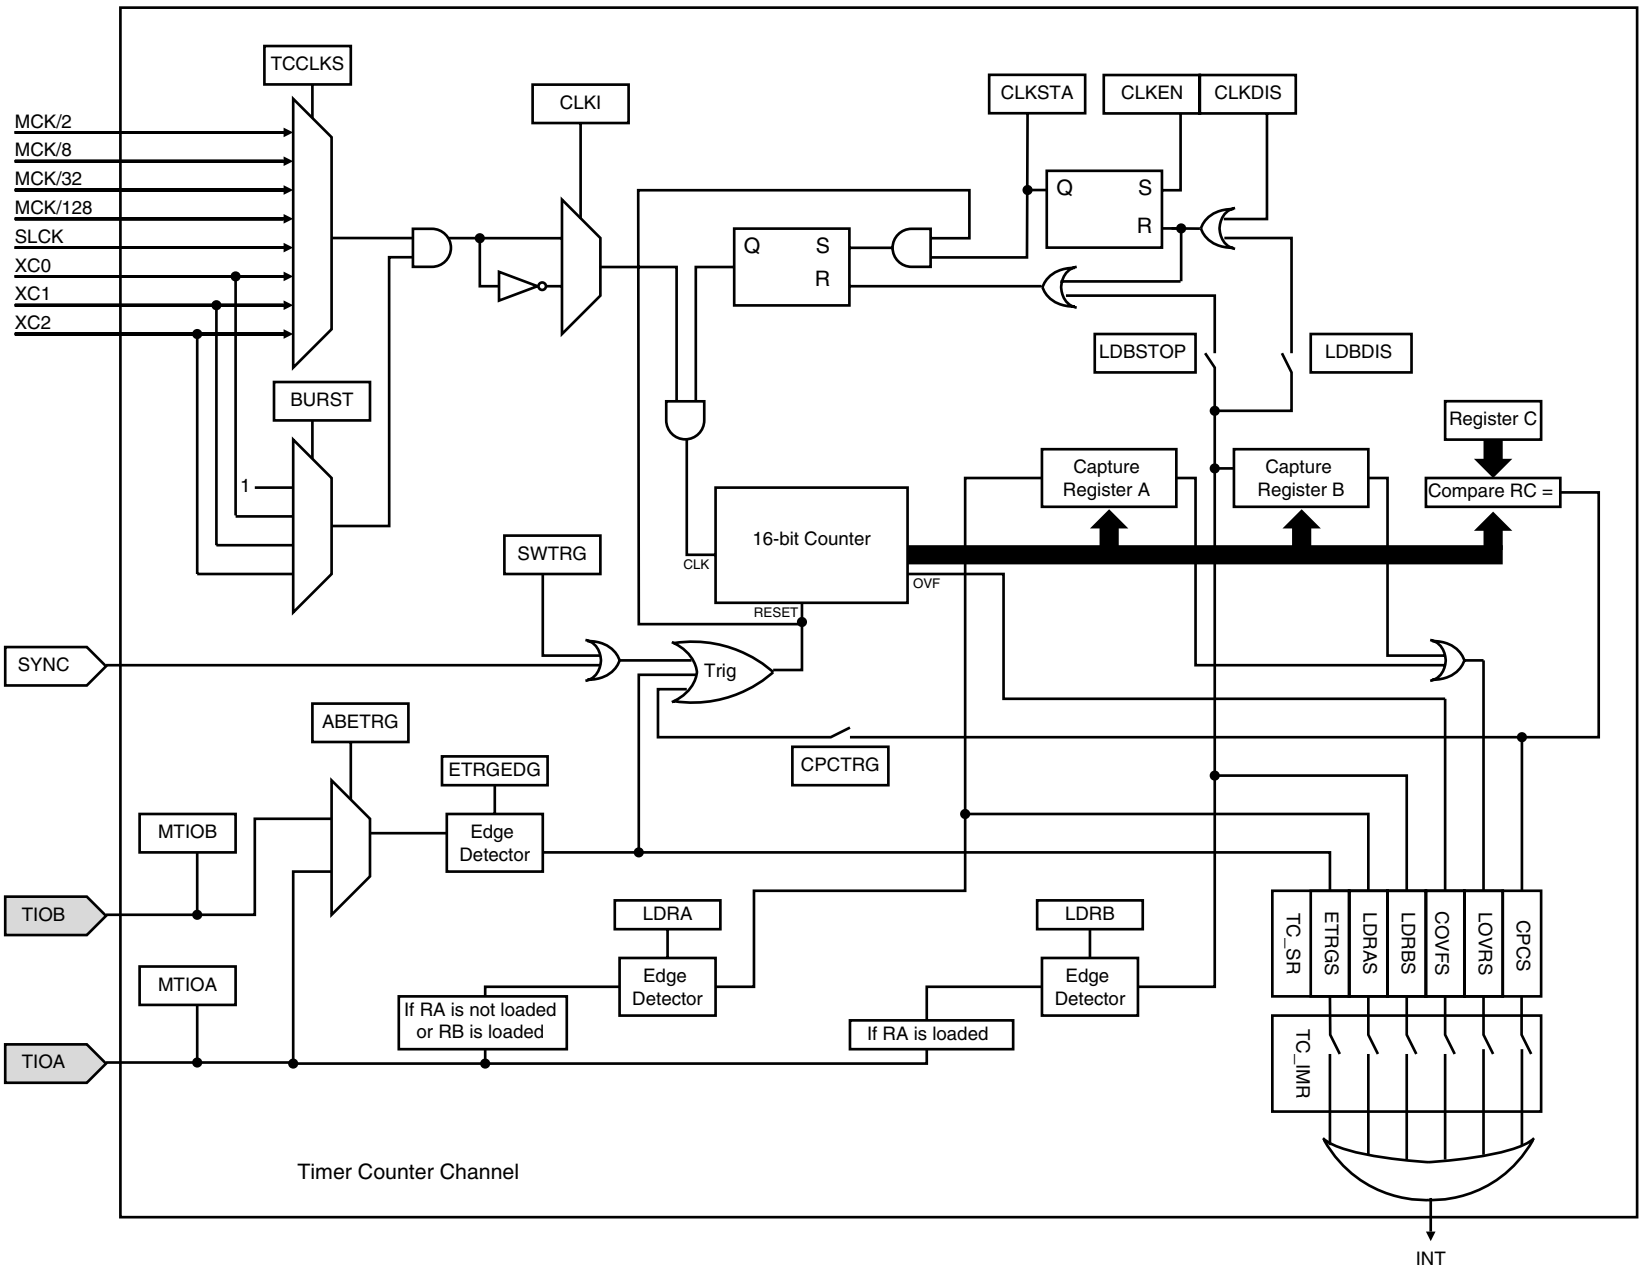 TCCLKS
CLKI
CLKSTA
CLKEN
CLKDIS
MCK/2
MCK/8
MCK/32
MCK/128
SLCK
XC0
XC1
XC2
Q
S
R
Q
S
R
LDBSTOP
LDBDIS
BURST
1
Register C
Capture
Register A
Capture
Register B
Compare RC =
16-bit Counter
SWTRG
CLK
OVF
RESET
SYNC
Trig
ABETRG
CPCTRG
ETRGEDG
MTIOB
Edge
Detector
TIOB
LDRA
LDRB
MTIOA
Edge
Detector
Edge
Detector
If RA is not loaded
or RB is loaded
If RA is loaded
TIOA
TC_SR
ETRGS
LDRAS
LDRBS
COVFS
LOVRS
CPCS
TC_IMR
Timer Counter Channel
INT